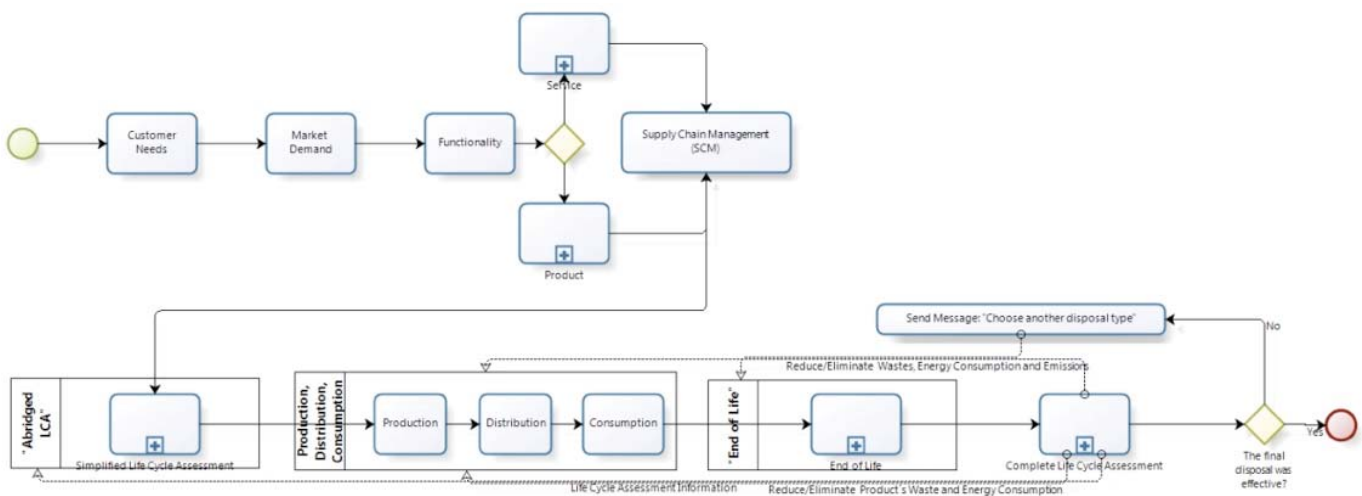 Service
Customer
Needs
Market
Demand
Functionality
Supply Chain Management
(SCM)
Product
Send Message: "Choose another disposal type"
No
Reduce/Eliminate Wastes, Energy Consumption and Emissions
"Abridged
LCA"
Simplified Life Cycle Assessment
Production,
Distribution,
Consumption
Production
Distribution
Consumption
"End of Life"
End of Life
Complete Life Cycle Assessment
Yes
The final
disposal was
effective?
Life Cycle Assessment Information
Reduce/Eliminate Product's Waste and Energy Consumption